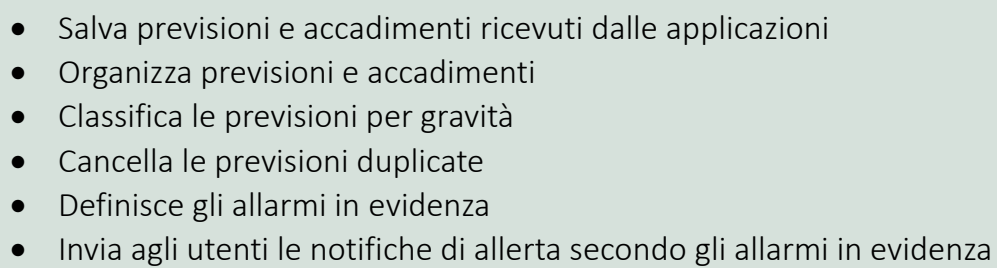 • Salva previsioni e accadimenti ricevuti dalle applicazioni
• Organizza previsioni e accadimenti
• Classifica le previsioni per gravità
• Cancella le previsioni duplicate
• Definisce gli allarmi in evidenza
• Invia agli utenti le notifiche di allerta secondo gli allarmi in evidenza